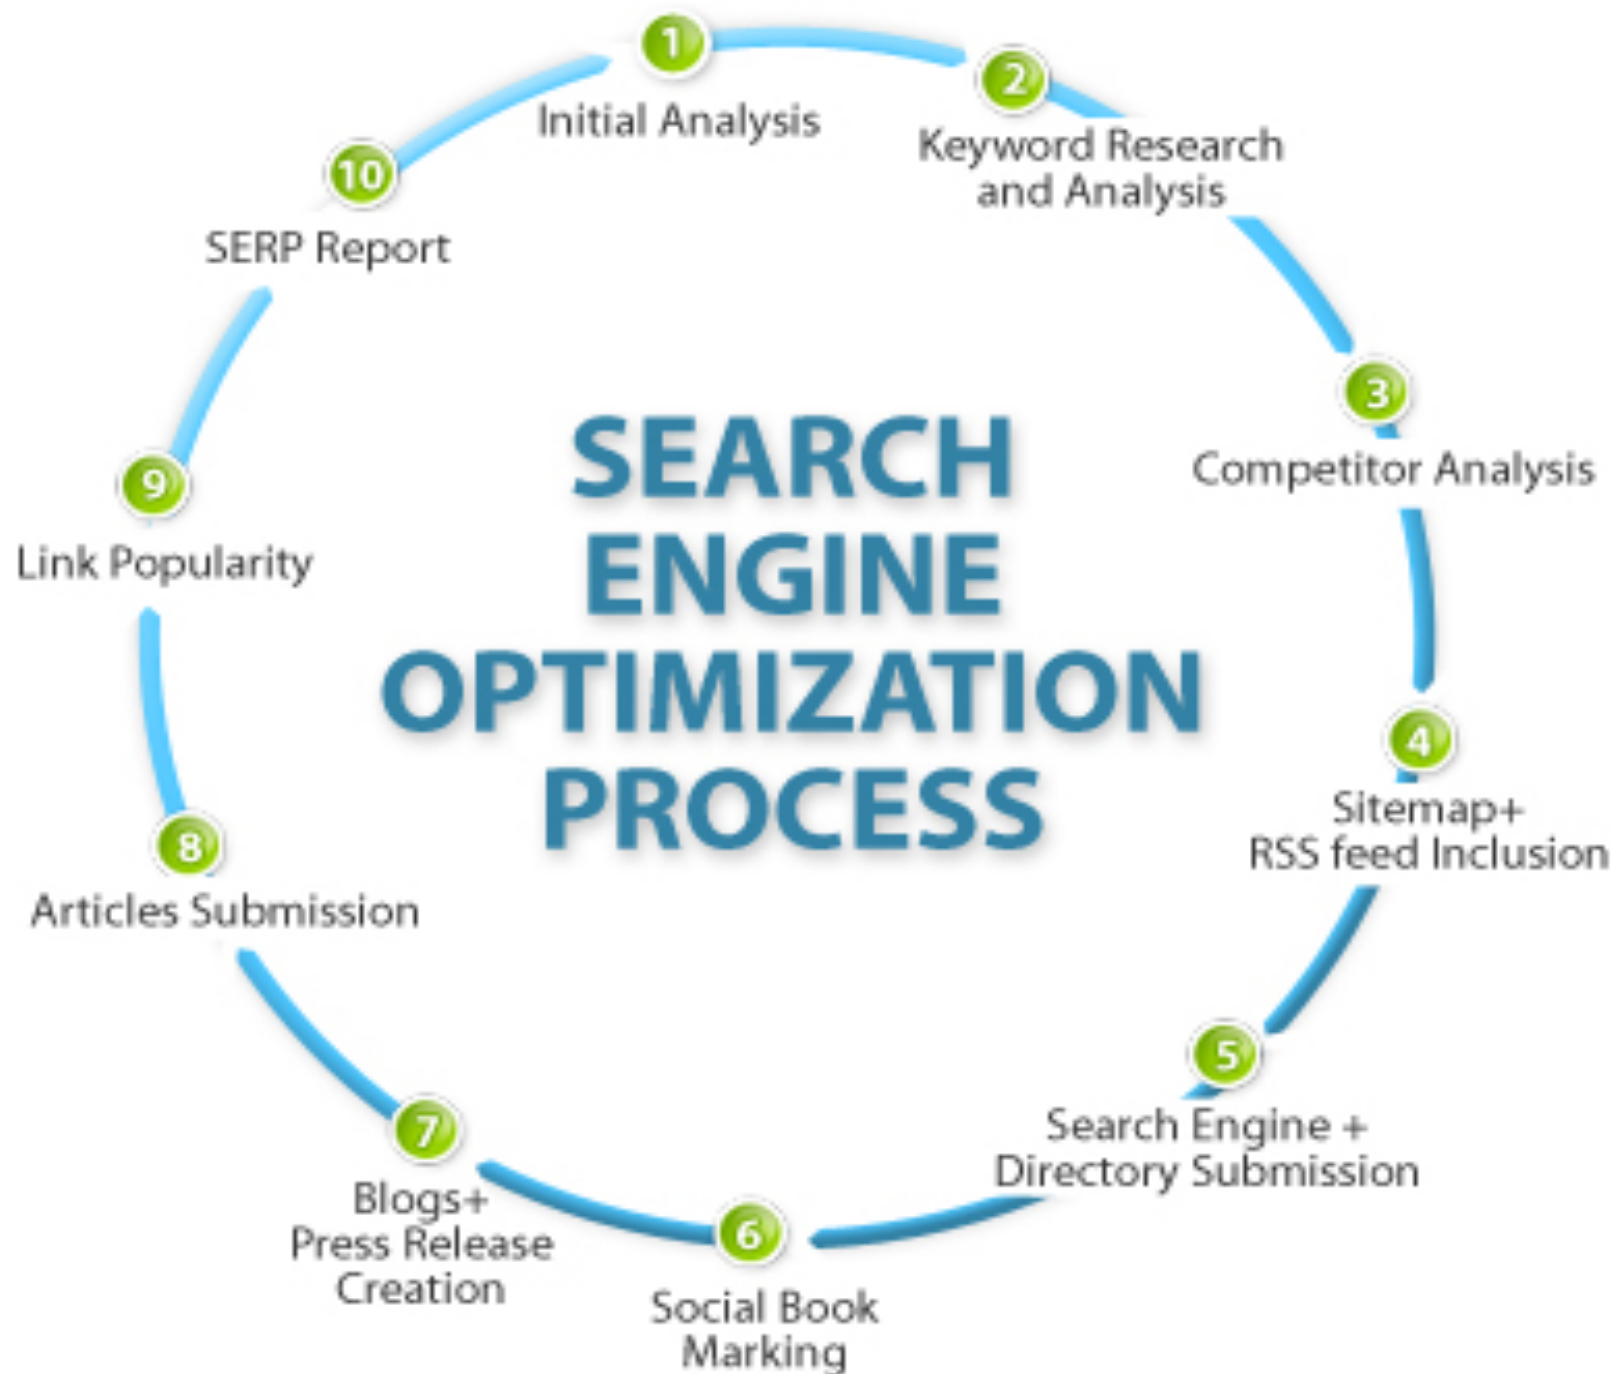 1
Initial Analysis
2
Keyword Research
and Analysis
3
Competitor Analysis
4
Sitemap+
RSS feed Inclusion
5
Search Engine +
Directory Submission
6
Social Book
Marking
7
Blogs+
Press Release
Creation
8
Articles Submission
9
Link Popularity
10
SERP Report
SEARCH
ENGINE
OPTIMIZATION
PROCESS